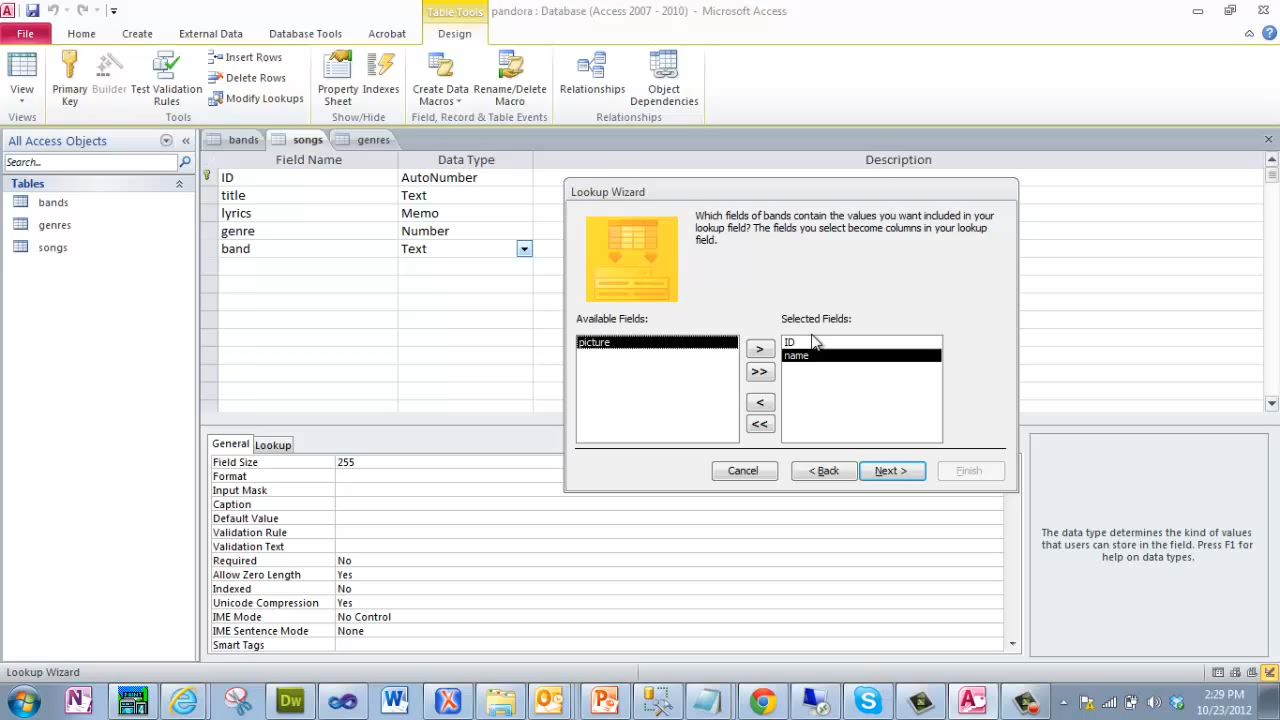 Table Tools
pandora : Database (Access 2007 - 2010) - Microsoft Access
File Home Create External Data Database Tools Acrobat Design
View
Views
Primary Key
Builder
Test Validation Rules
Insert Rows
Delete Rows
Modify Lookups
Tools
Property Sheet
Indexes
Show/Hide
Create Data Macros
Rename/Delete Macro
Field, Record & Table Events
Relationships
Object Dependencies
Relationships
All Access Objects
Search...
Tables
bands
genres
songs
bands songs genres
Field Name Data Type Description
ID AutoNumber
title Text
lyrics Memo
genre Number
band Text
Lookup Wizard
Which fields of bands contain the values you want included in your
lookup field? The fields you select become columns in your lookup
field.
Available Fields:
picture
>
>>
<
<<
Selected Fields:
ID
name
Cancel < Back Next > Finish
General Lookup
Field Size 255
Format
Input Mask
Caption
Default Value
Validation Rule
Validation Text
Required No
Allow Zero Length Yes
Indexed No
Unicode Compression Yes
IME Mode No Control
IME Sentence Mode None
Smart Tags
The data type determines the kind of values
that users can store in the field. Press F1 for
help on data types.
Lookup Wizard
2:29 PM
10/23/2012